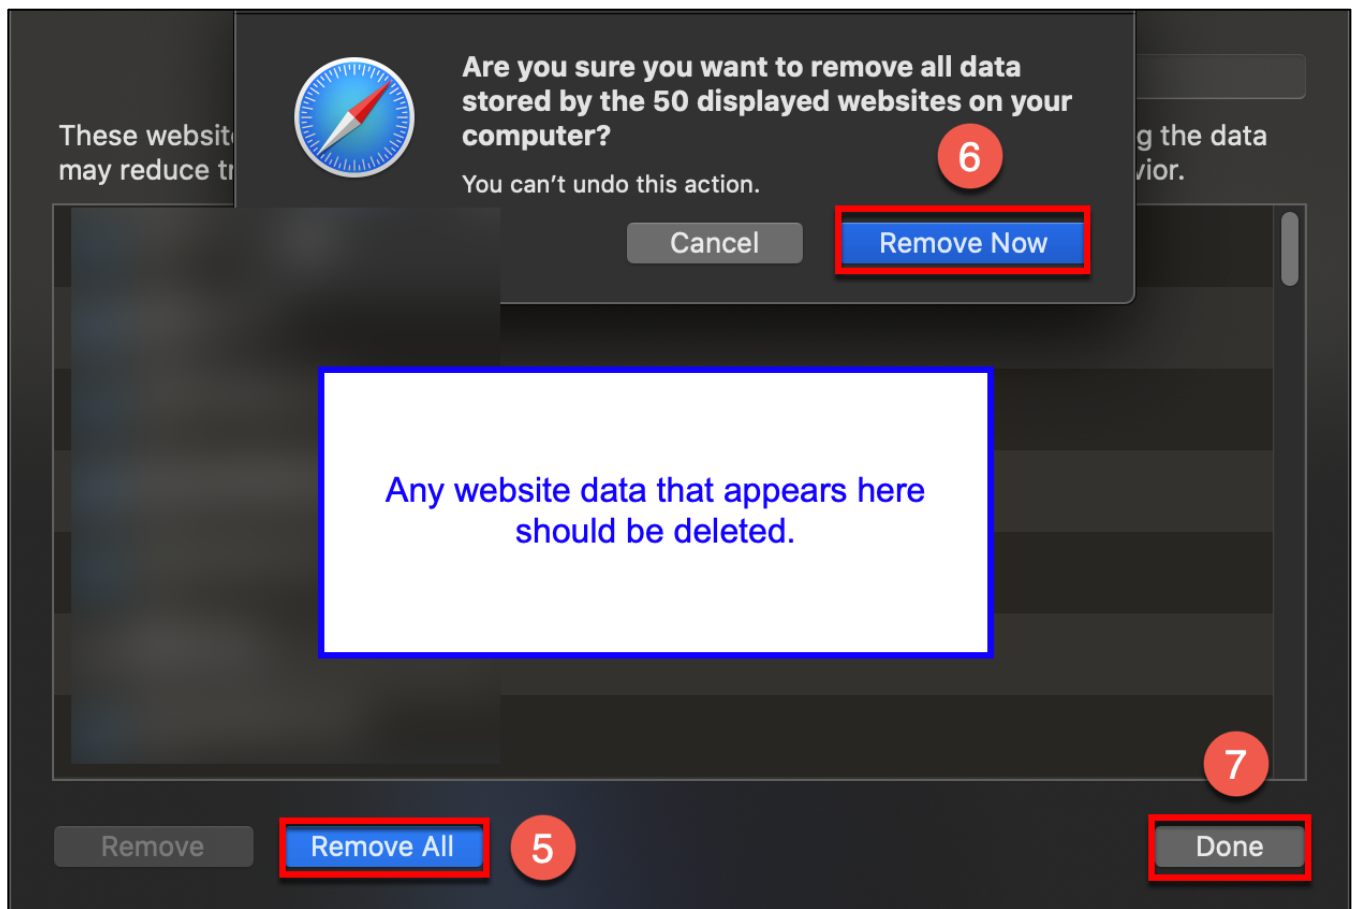 Are you sure you want to remove all data
stored by the 50 displayed websites on your
computer?
6
You can't undo this action.
Cancel
Remove Now
These websit
g the data
may reduce tr
vior.
Any website data that appears here
should be deleted.
7
Remove
Remove All
5
Done